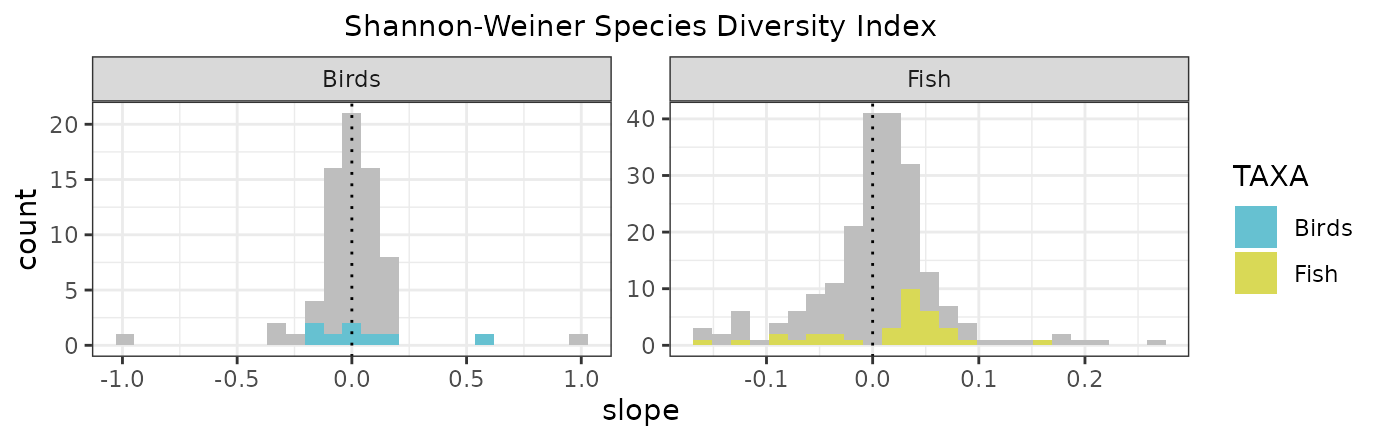 Shannon-Weiner Species Diversity Index
Birds
Fish
count
20
15
10
5
0
-1.0 -0.5 0.0 0.5 1.0
40
30
20
10
0
-0.1 0.0 0.1 0.2
slope
TAXA
Birds
Fish